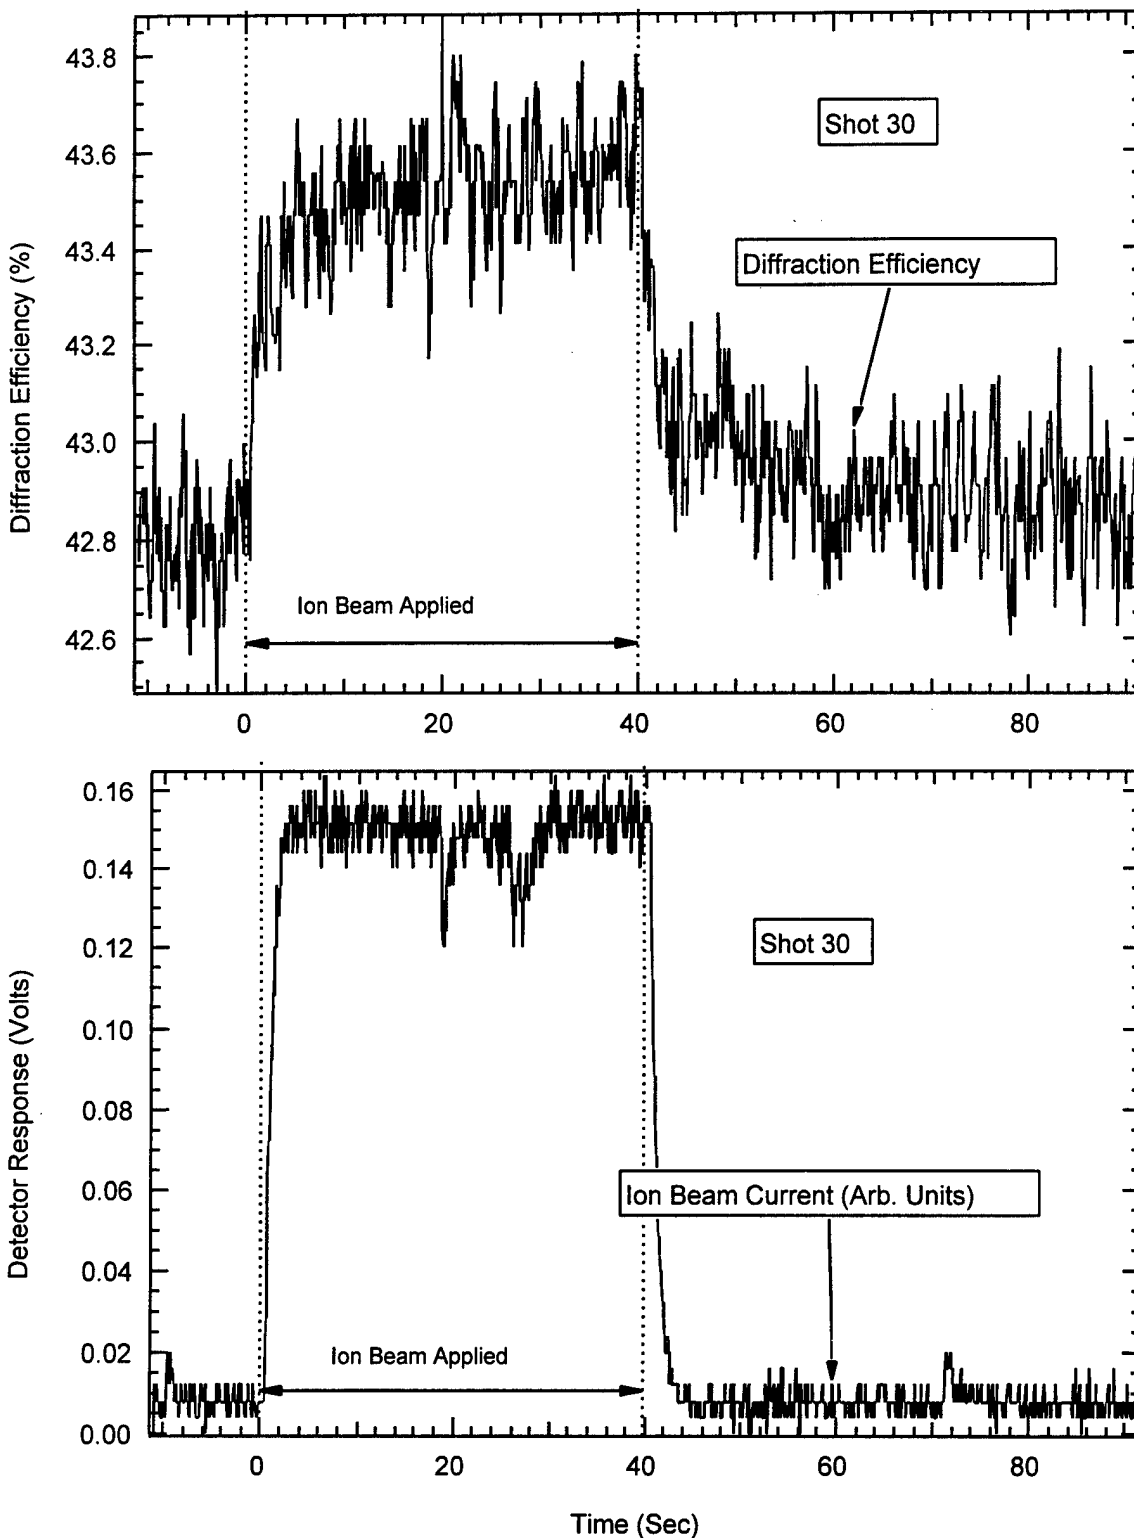 43.8
43.6
43.4
43.2
43.0
42.8
42.6
Diffraction Efficiency (%)
Shot 30
Diffraction Efficiency
Ion Beam Applied
0 20 40 60 80
0.16
0.14
0.12
0.10
0.08
0.06
0.04
0.02
0.00
Detector Response (Volts)
Shot 30
Ion Beam Current (Arb. Units)
Ion Beam Applied
0 20 40 60 80
Time (Sec)